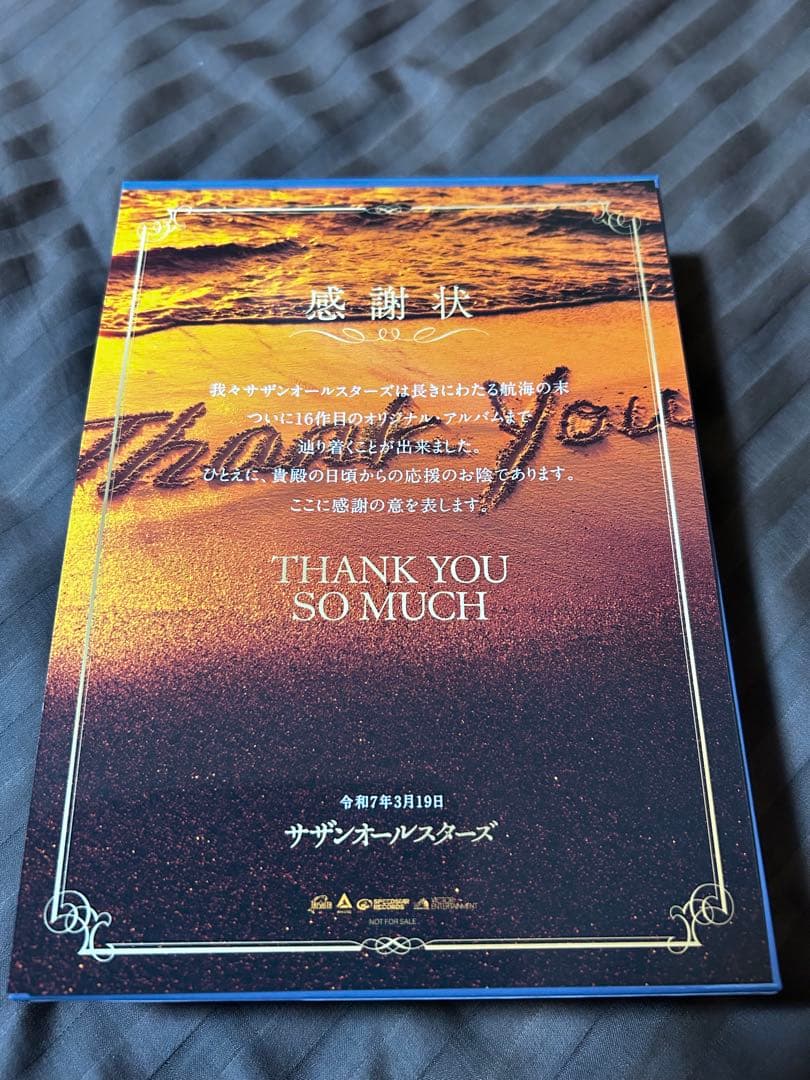 感謝状
我々サザンオールスターズは長きにわたる航海の末
ついに16作目のオリジナル・アルバムまで
辿り着くことが出来ました。
ひとえに、貴殿の日頃からの応援のお陰であります。
ここに感謝の意を表します。
Thank You
THANK YOU
SO MUCH
令和7年3月19日
サザンオールスターズ
SPEEDSTAR
RECORDS
VICTOR
ENTERTAINMENT
NOT FOR SALE